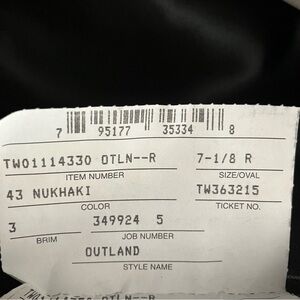 7 95177 35334 8
TW01114330 OTLN--R 7-1/8 R
ITEM NUMBER SIZE/OVAL
43 NUKHAKI TW363215
COLOR TICKET NO.
3 349924 5
BRIM JOB NUMBER
OUTLAND
STYLE NAME